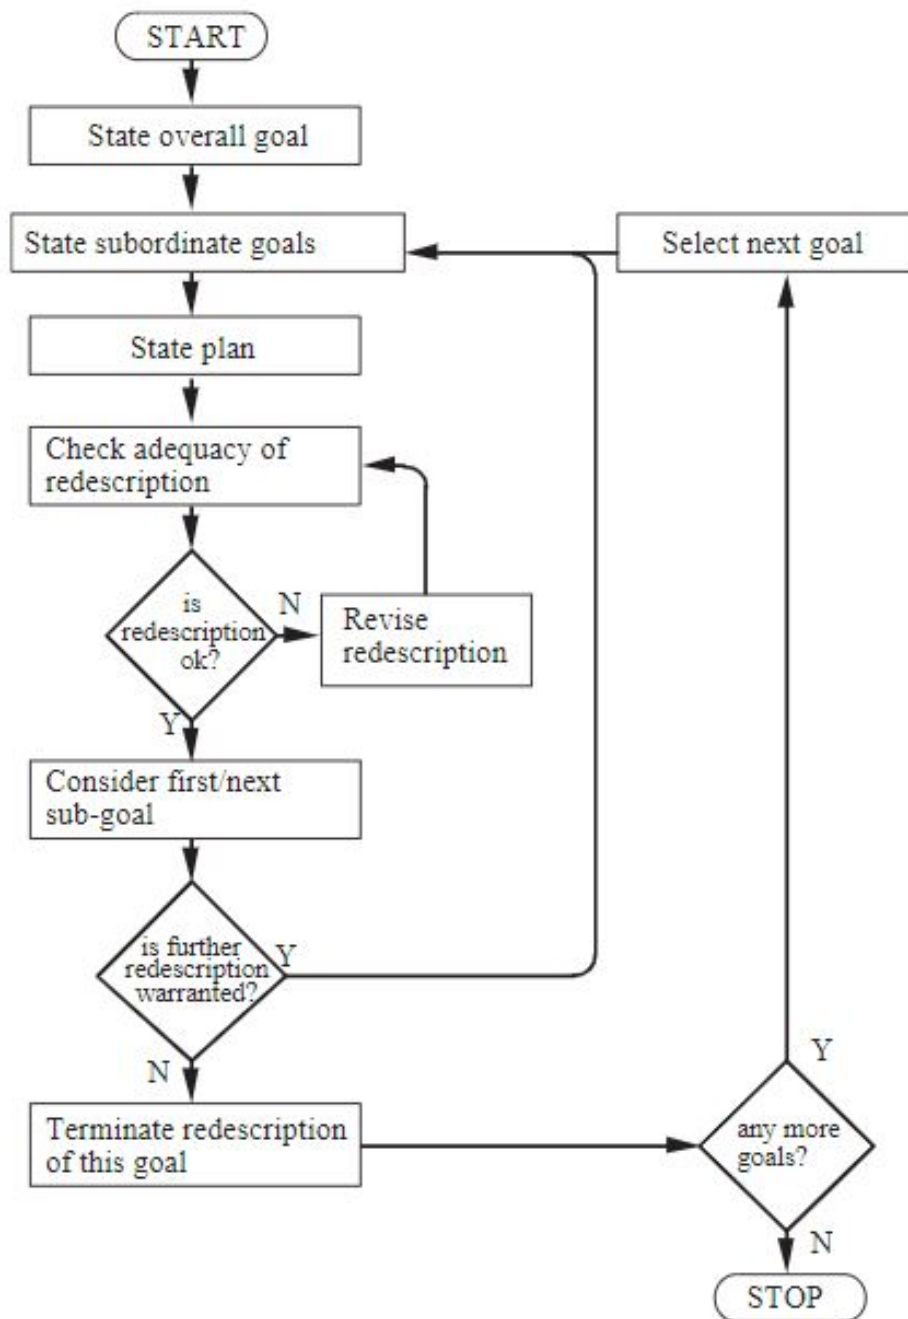 START
State overall goal
State subordinate goals
Select next goal
State plan
Check adequacy of
redescription
is
redescription
ok?
N
Revise
redescription
Y
Consider first/next
sub-goal
is further
redescription
warranted?
Y
N
Terminate redescription
of this goal
any more
goals?
Y
N
STOP